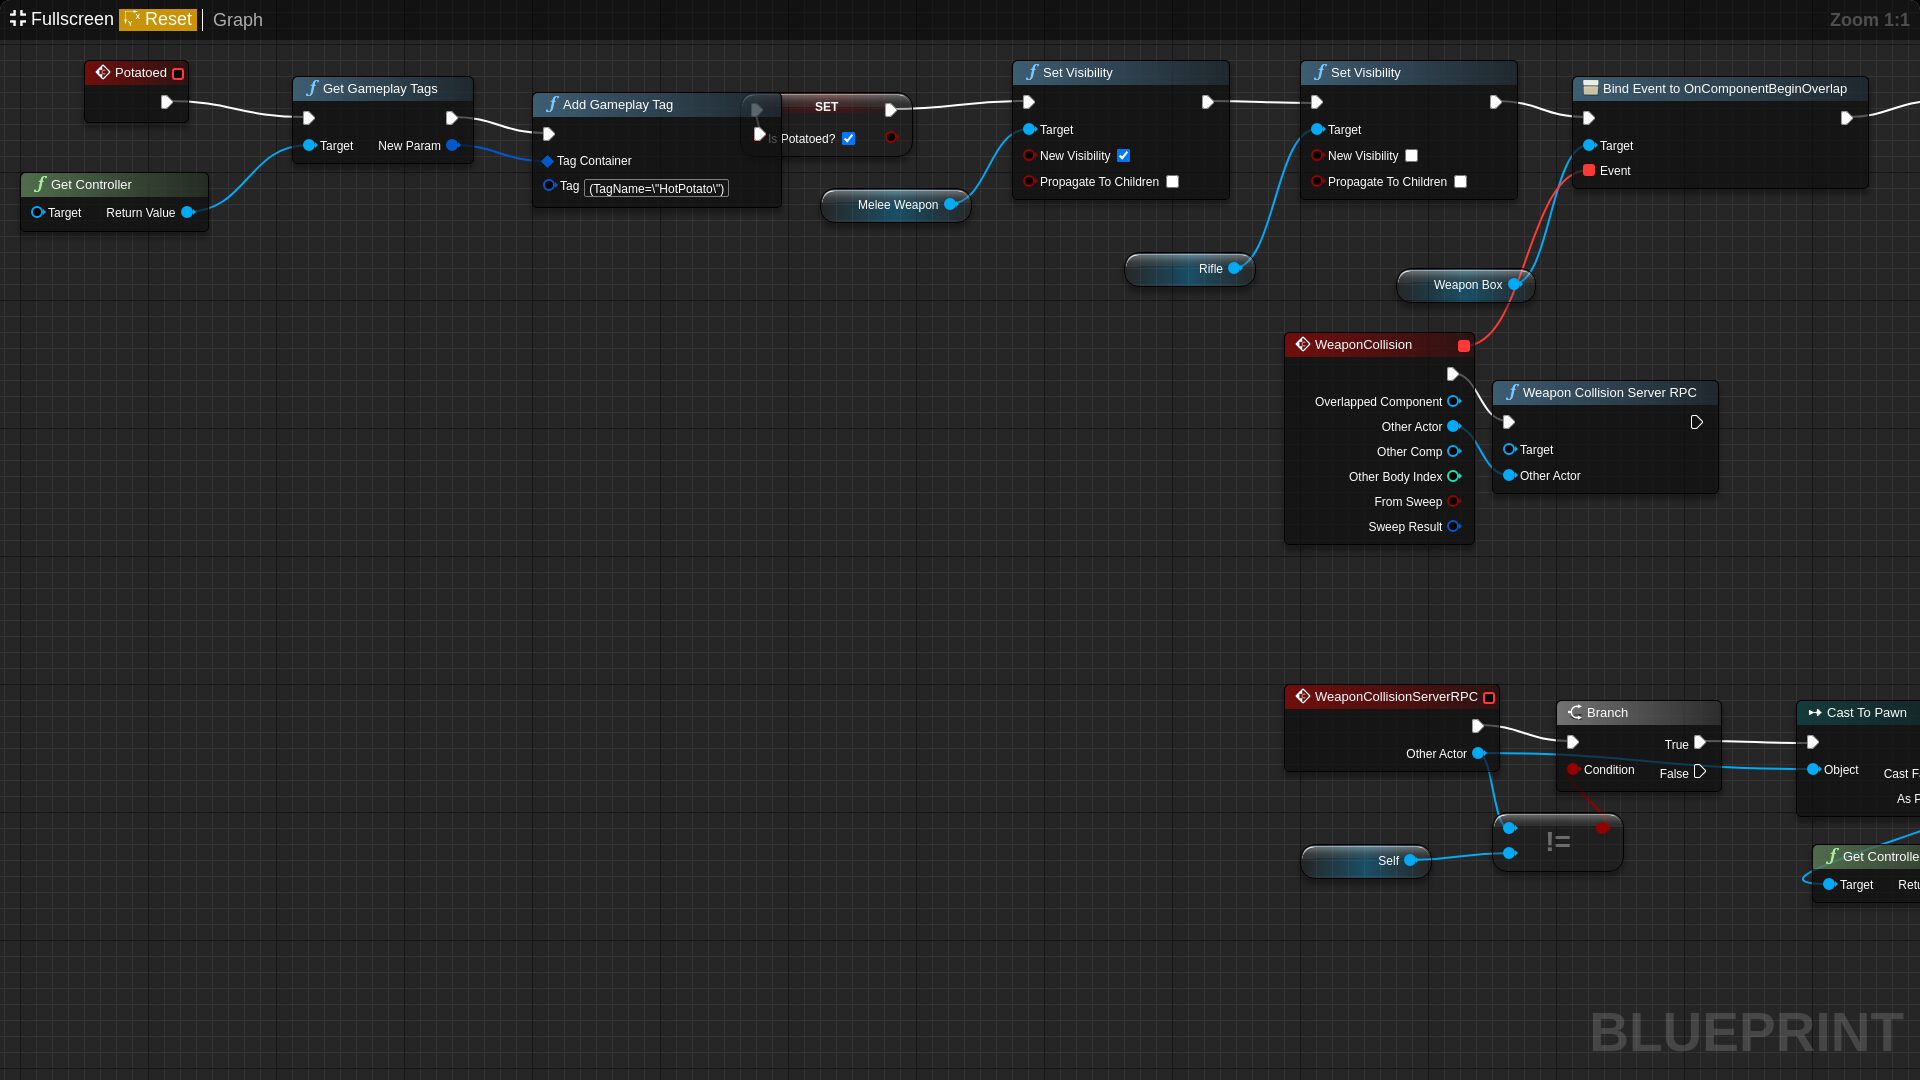 Fullscreen Reset Graph
Zoom 1:1
Potatoed
Get Gameplay Tags
Target New Param
Get Controller
Target Return Value
Add Gameplay Tag
Tag Container
Tag (TagName=\"HotPotato\")
SET
Is Potatoed?
Melee Weapon
Set Visibility
Target
New Visibility
Propagate To Children
Rifle
Set Visibility
Target
New Visibility
Propagate To Children
Weapon Box
Bind Event to OnComponentBeginOverlap
Target
Event
WeaponCollision
Overlapped Component
Other Actor
Other Comp
Other Body Index
From Sweep
Sweep Result
Weapon Collision Server RPC
Target
Other Actor
WeaponCollisionServerRPC
Other Actor
Branch
True
Condition False
!=
Self
Cast To Pawn
Object
Cast Fa
As P
Get Controlle
Target Retu
BLUEPRINT